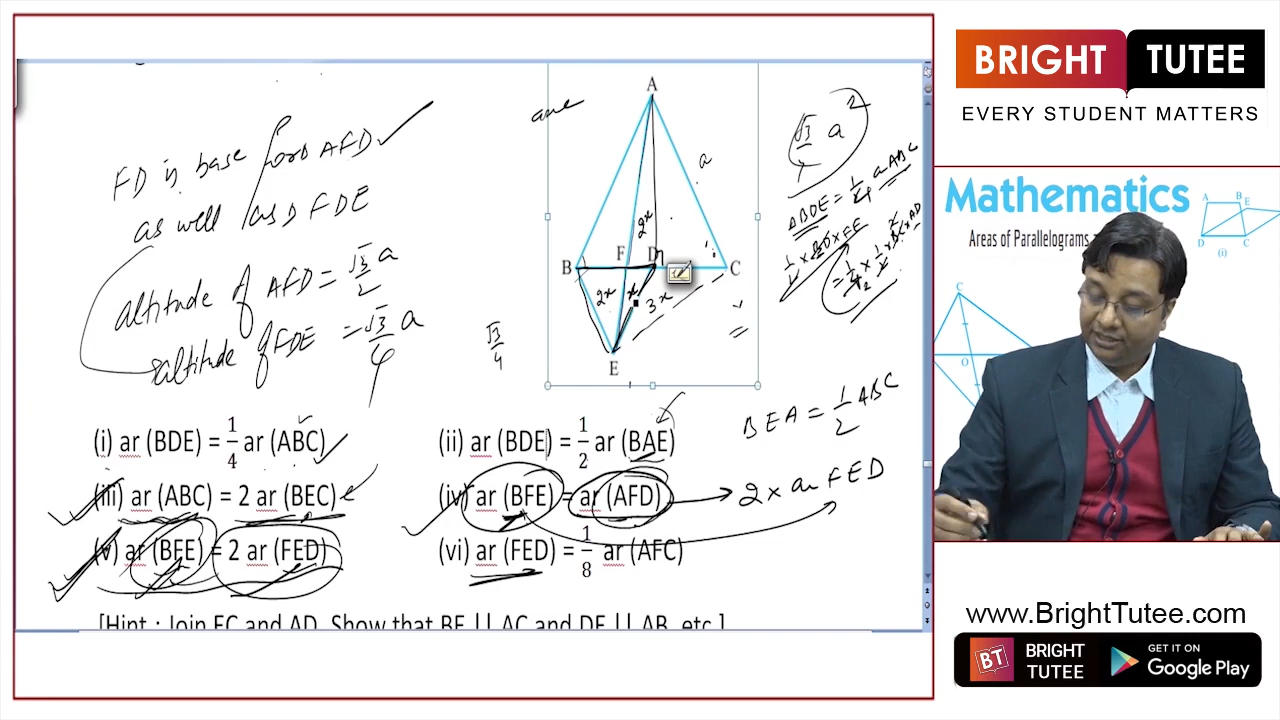 BRIGHT TUTEE
EVERY STUDENT MATTERS
Mathematics
Areas of Parallelograms
A B E
D C
(i)
C
O
FD is base for Δ AFD
as well as Δ FDE
altitude of AFD = √3/2 a
altitude of FDE = √3/4 a
√3/4
A
a
2x
B F D C
2x x 3x
E
√3/4 a²
ΔBDE = 1/4 ar ABC
BEA = 1/2 ABC
(i) ar (BDE) = 1/4 ar (ABC)
(ii) ar (BDE) = 1/2 ar (BAE)
(iii) ar (ABC) = 2 ar (BEC)
(iv) ar (BFE) = ar (AFD) → 2 x ar FED
(v) ar (BFE) = 2 ar (FED)
(vi) ar (FED) = 1/8 ar (AFC)
[Hint : Join EC and AD. Show that BE || AC and DE || AB, etc.]
www.BrightTutee.com
BT BRIGHT TUTEE
GET IT ON Google Play